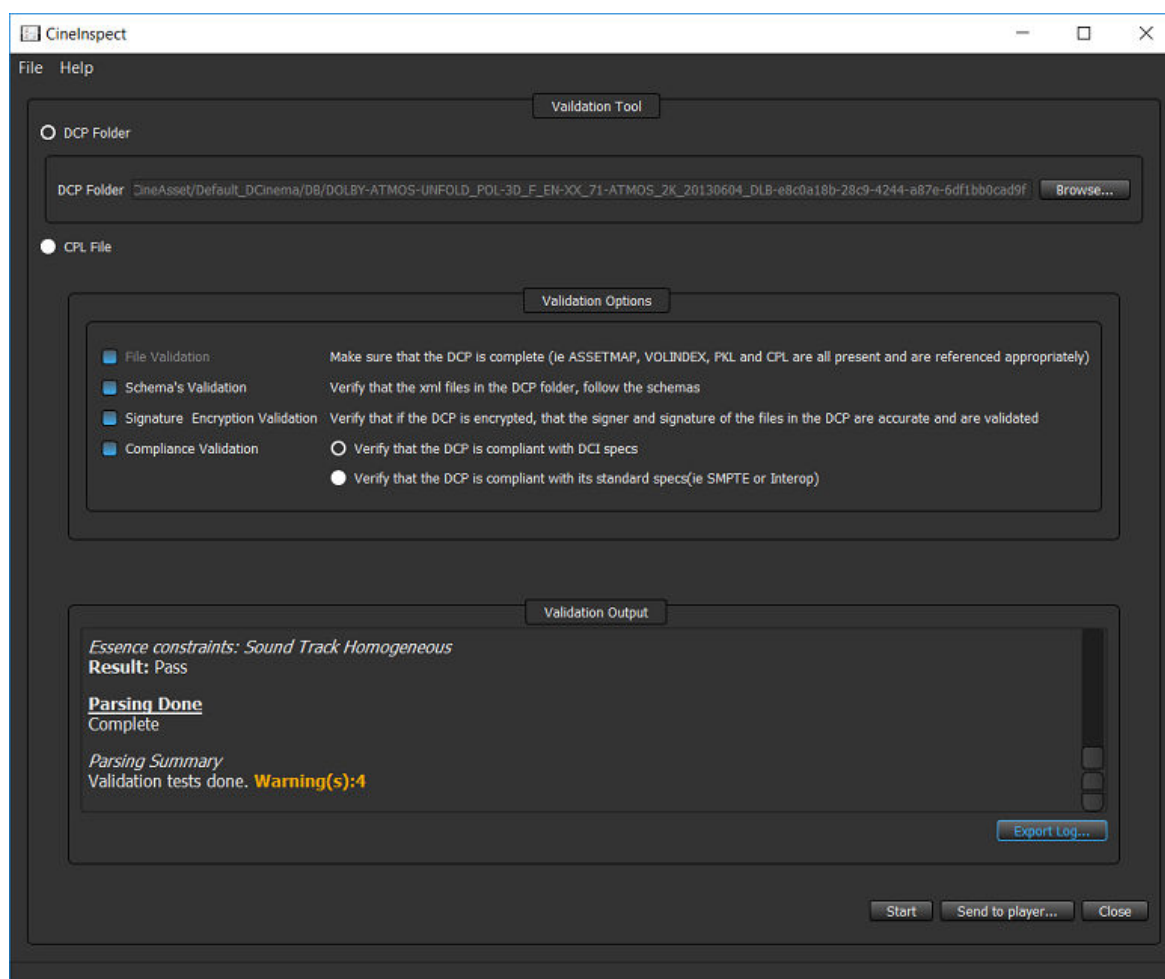 CineInspect
File Help
Vaildation Tool
DCP Folder
DCP Folder CineAsset/Default_DCinema/DB/DOLBY-ATMOS-UNFOLD_POL-3D_F_EN-XX_71-ATMOS_2K_20130604_DLB-e8c0a18b-28c9-4244-a87e-6df1bb0cad9f Browse...
CPL File
Validation Options
File Validation Make sure that the DCP is complete (ie ASSETMAP, VOLINDEX, PKL and CPL are all present and are referenced appropriately)
Schema's Validation Verify that the xml files in the DCP folder, follow the schemas
Signature Encryption Validation Verify that if the DCP is encrypted, that the signer and signature of the files in the DCP are accurate and are validated
Compliance Validation Verify that the DCP is compliant with DCI specs
Verify that the DCP is compliant with its standard specs(ie SMPTE or Interop)
Validation Output
Essence constraints: Sound Track Homogeneous
Result: Pass
Parsing Done
Complete
Parsing Summary
Validation tests done. Warning(s):4
Export Log...
Start Send to player... Close